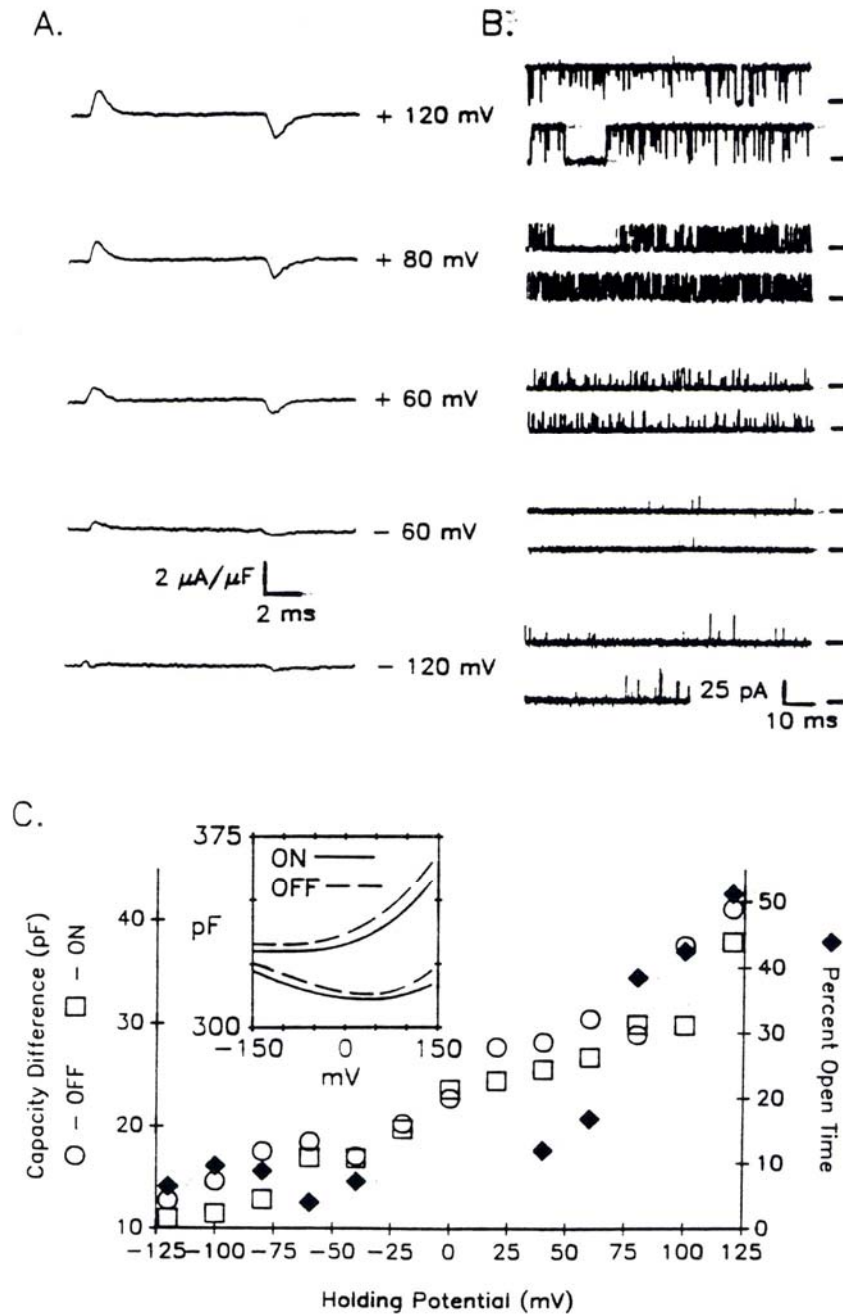 A.
B.
+ 120 mV
+ 80 mV
+ 60 mV
− 60 mV
2 μA/μF
2 ms
− 120 mV
25 pA
10 ms
C.
375
ON
OFF
pF
300
−150 0 150
mV
Capacity Difference (pF)
○ − OFF □ − ON
40
30
20
10
50
40
30
20
10
0
◆ Percent Open Time
−125 −100 −75 −50 −25 0 25 50 75 100 125
Holding Potential (mV)